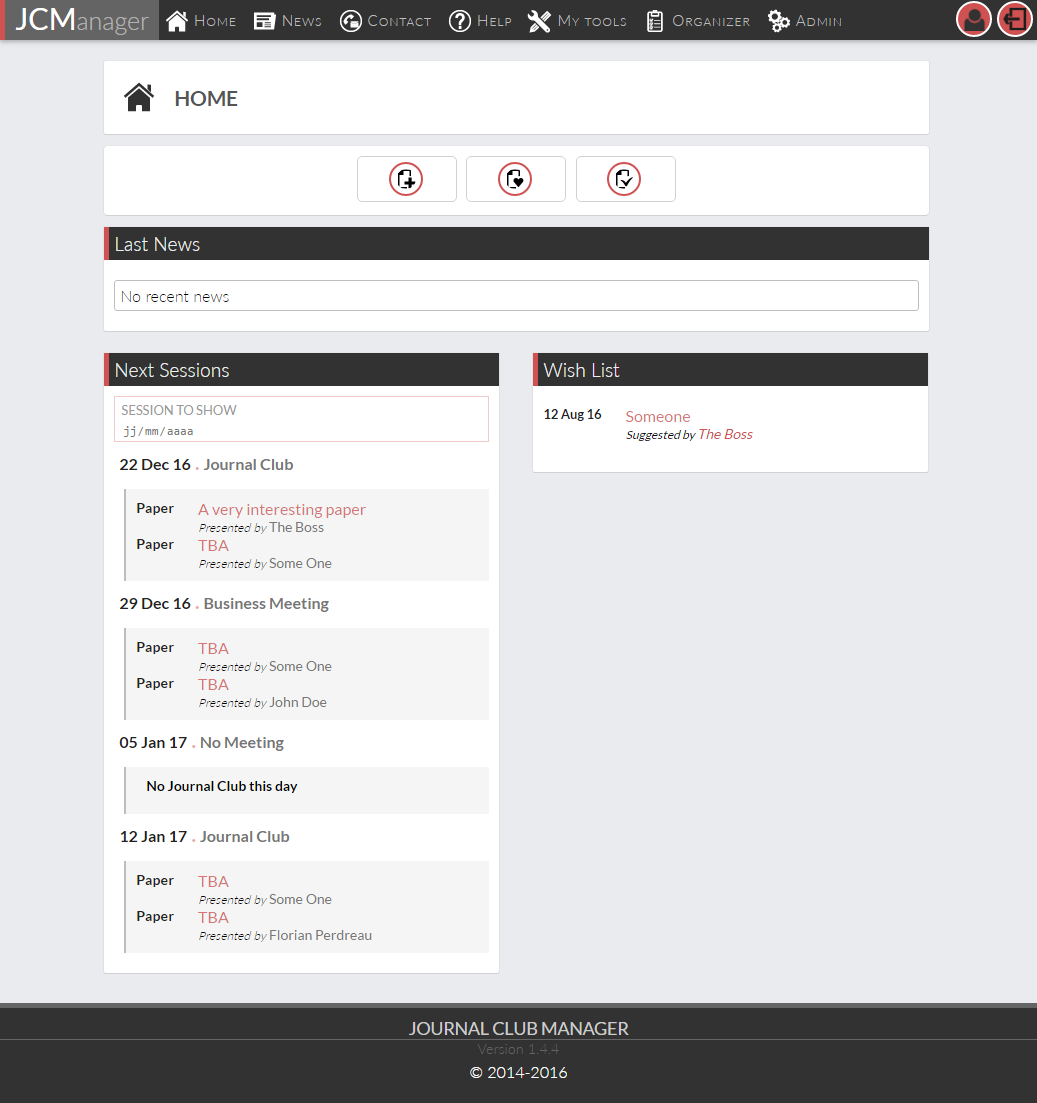 JCManager Home News Contact Help My tools Organizer Admin
HOME
Last News
No recent news
Next Sessions
SESSION TO SHOW
jj/mm/aaaa
22 Dec 16 . Journal Club
Paper A very interesting paper
Presented by The Boss
Paper TBA
Presented by Some One
29 Dec 16 . Business Meeting
Paper TBA
Presented by Some One
Paper TBA
Presented by John Doe
05 Jan 17 . No Meeting
No Journal Club this day
12 Jan 17 . Journal Club
Paper TBA
Presented by Some One
Paper TBA
Presented by Florian Perdreau
Wish List
12 Aug 16 Someone
Suggested by The Boss
JOURNAL CLUB MANAGER
Version 1.4.4
© 2014-2016